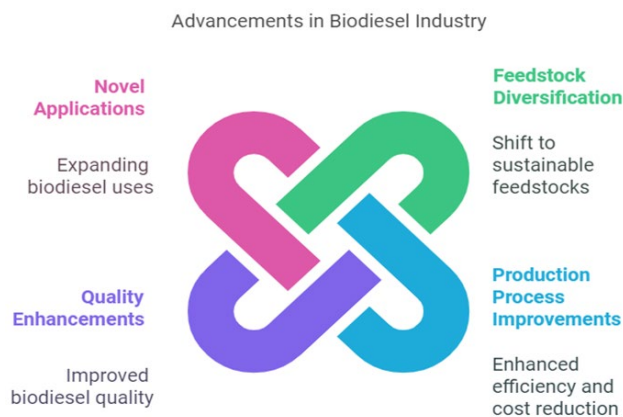 Advancements in Biodiesel Industry
Novel
Applications
Expanding
biodiesel uses
Feedstock
Diversification
Shift to
sustainable
feedstocks
Quality
Enhancements
Improved
biodiesel quality
Production
Process
Improvements
Enhanced
efficiency and
cost reduction